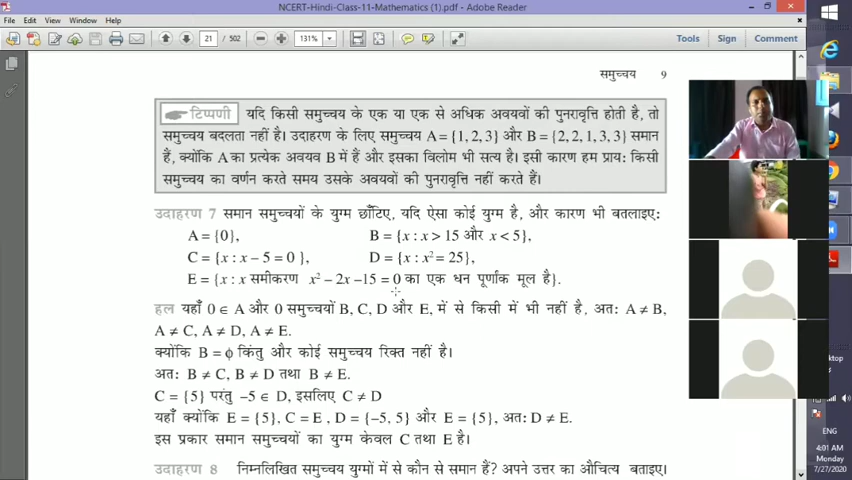 NCERT-Hindi-Class-11-Mathematics (1).pdf - Adobe Reader
File Edit View Window Help
21 / 502 131% Tools Sign Comment
समुच्चय 9
टिप्पणी यदि किसी समुच्चय के एक या एक से अधिक अवयवों की पुनरावृत्ति होती है, तो
समुच्चय बदलता नहीं है। उदाहरण के लिए समुच्चय A = {1, 2, 3} और B = {2, 2, 1, 3, 3} समान
हैं, क्योंकि A का प्रत्येक अवयव B में हैं और इसका विलोम भी सत्य है। इसी कारण हम प्राय: किसी
समुच्चय का वर्णन करते समय उसके अवयवों की पुनरावृत्ति नहीं करते हैं।
उदाहरण 7 समान समुच्चयों के युग्म छाँटिए, यदि ऐसा कोई युग्म है, और कारण भी बतलाइए:
A = {0}, B = {x : x > 15 और x < 5},
C = {x : x – 5 = 0 }, D = {x : x² = 25},
E = {x : x समीकरण x² – 2x –15 = 0 का एक धन पूर्णांक मूल है}.
हल यहाँ 0 ∈ A और 0 समुच्चयों B, C, D और E, में से किसी में भी नहीं है, अत: A ≠ B,
A ≠ C, A ≠ D, A ≠ E.
क्योंकि B = φ किंतु और कोई समुच्चय रिक्त नहीं है।
अत: B ≠ C, B ≠ D तथा B ≠ E.
C = {5} परंतु –5 ∈ D, इसलिए C ≠ D
यहाँ क्योंकि E = {5}, C = E , D = {–5, 5} और E = {5}, अत: D ≠ E.
इस प्रकार समान समुच्चयों का युग्म केवल C तथा E है।
उदाहरण 8 निम्नलिखित समुच्चय युग्मों में से कौन से समान हैं? अपने उत्तर का औचित्य बताइए।
esktop
ENG
4:01 AM
Monday
7/27/2020